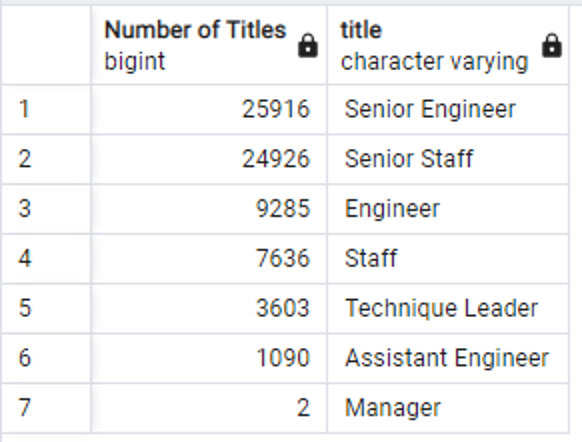 Number of Titles title
bigint character varying
1 25916 Senior Engineer
2 24926 Senior Staff
3 9285 Engineer
4 7636 Staff
5 3603 Technique Leader
6 1090 Assistant Engineer
7 2 Manager